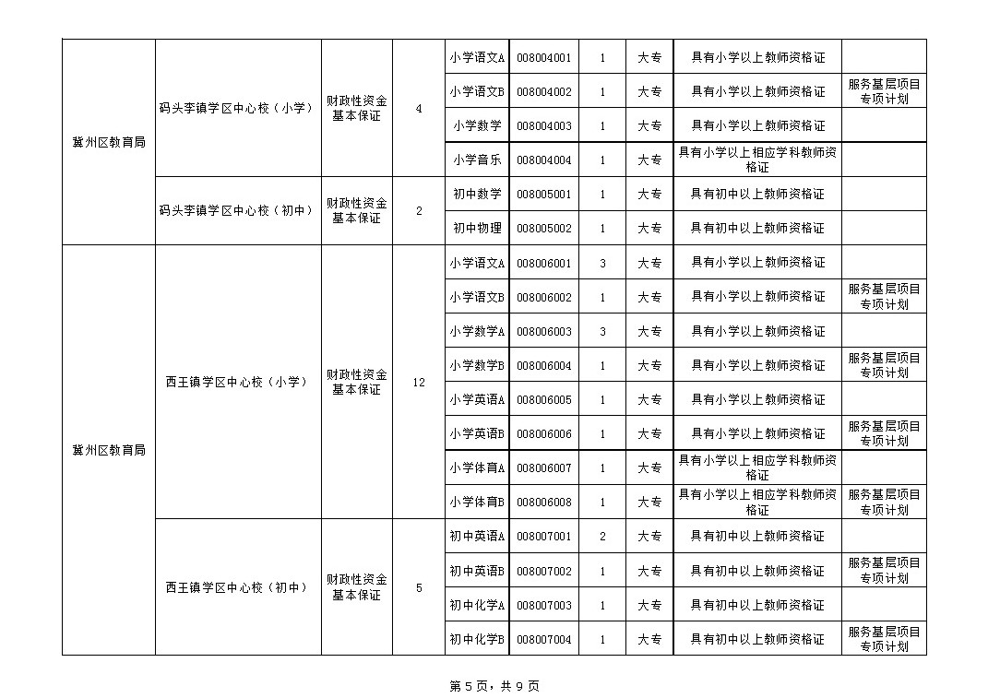 冀州区教育局
码头李镇学区中心校（小学）
财政性资金
基本保证
4
小学语文A 008004001 1 大专 具有小学以上教师资格证
小学语文B 008004002 1 大专 具有小学以上教师资格证 服务基层项目
专项计划
小学数学 008004003 1 大专 具有小学以上教师资格证
小学音乐 008004004 1 大专 具有小学以上相应学科教师资
格证
码头李镇学区中心校（初中）
财政性资金
基本保证
2
初中数学 008005001 1 大专 具有初中以上教师资格证
初中物理 008005002 1 大专 具有初中以上教师资格证
冀州区教育局
西王镇学区中心校（小学）
财政性资金
基本保证
12
小学语文A 008006001 3 大专 具有小学以上教师资格证
小学语文B 008006002 1 大专 具有小学以上教师资格证 服务基层项目
专项计划
小学数学A 008006003 3 大专 具有小学以上教师资格证
小学数学B 008006004 1 大专 具有小学以上教师资格证 服务基层项目
专项计划
小学英语A 008006005 1 大专 具有小学以上教师资格证
小学英语B 008006006 1 大专 具有小学以上教师资格证 服务基层项目
专项计划
小学体育A 008006007 1 大专 具有小学以上相应学科教师资
格证
小学体育B 008006008 1 大专 具有小学以上相应学科教师资 服务基层项目
格证 专项计划
西王镇学区中心校（初中）
财政性资金
基本保证
5
初中英语A 008007001 2 大专 具有初中以上教师资格证
初中英语B 008007002 1 大专 具有初中以上教师资格证 服务基层项目
专项计划
初中化学A 008007003 1 大专 具有初中以上教师资格证
初中化学B 008007004 1 大专 具有初中以上教师资格证 服务基层项目
专项计划
第 5 页，共 9 页